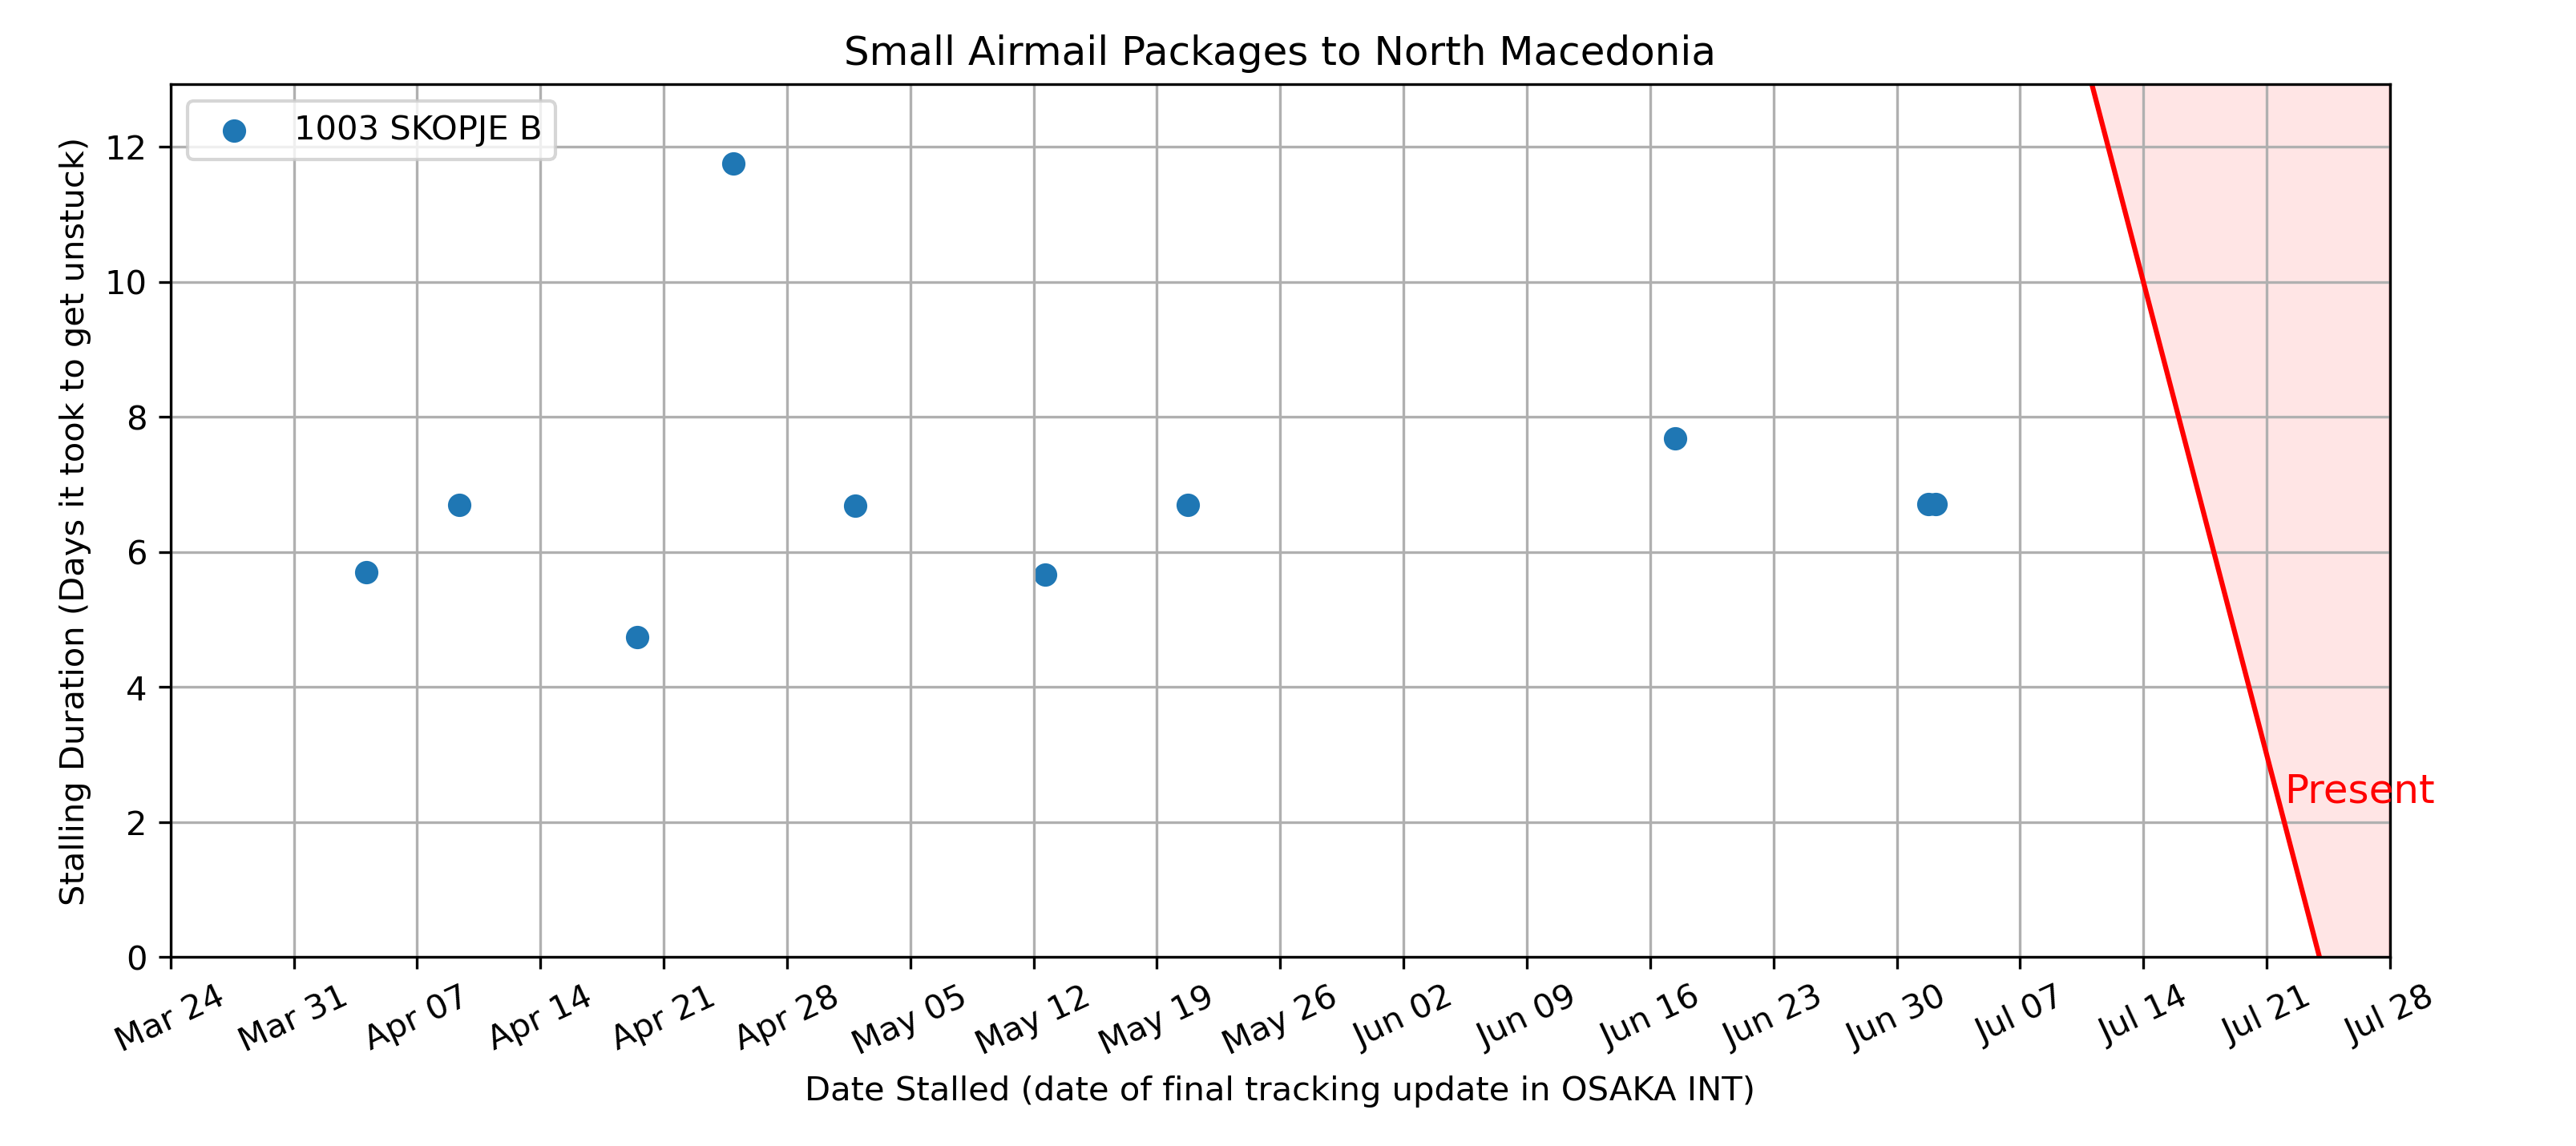 Small Airmail Packages to North Macedonia
1003 SKOPJE B
Stalling Duration (Days it took to get unstuck)
12
10
8
6
4
2
0
Present
Mar 24
Mar 31
Apr 07
Apr 14
Apr 21
Apr 28
May 05
May 12
May 19
May 26
Jun 02
Jun 09
Jun 16
Jun 23
Jun 30
Jul 07
Jul 14
Jul 21
Jul 28
Date Stalled (date of final tracking update in OSAKA INT)